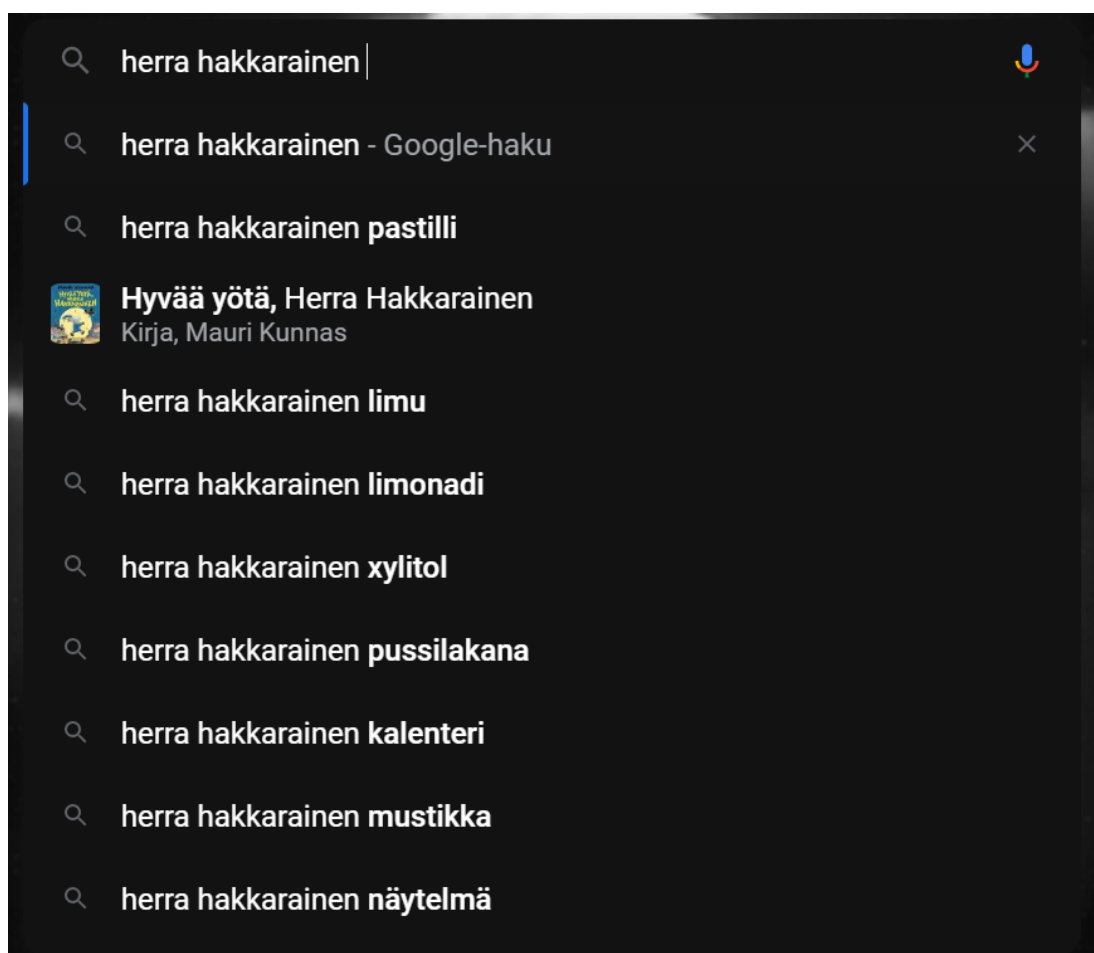 herra hakkarainen
herra hakkarainen - Google-haku
herra hakkarainen pastilli
Hyvää yötä, Herra Hakkarainen
Kirja, Mauri Kunnas
herra hakkarainen limu
herra hakkarainen limonadi
herra hakkarainen xylitol
herra hakkarainen pussilakana
herra hakkarainen kalenteri
herra hakkarainen mustikka
herra hakkarainen näytelmä